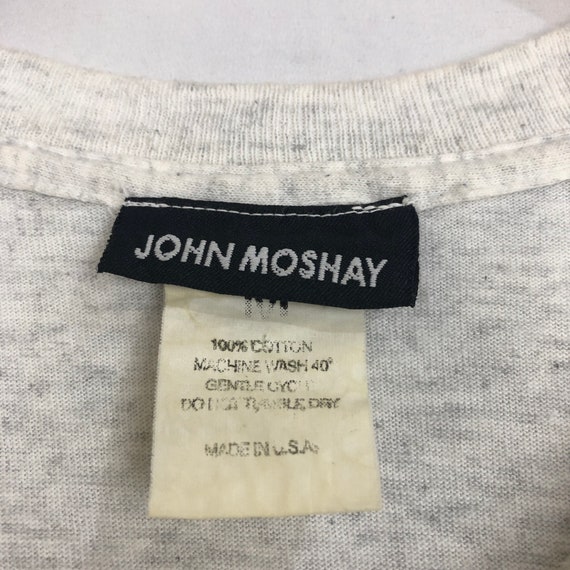 JOHN MOSHAY
100% COTTON
MACHINE WASH 40°
GENTLE CYCLE
DO NOT TUMBLE DRY
MADE IN U.S.A.